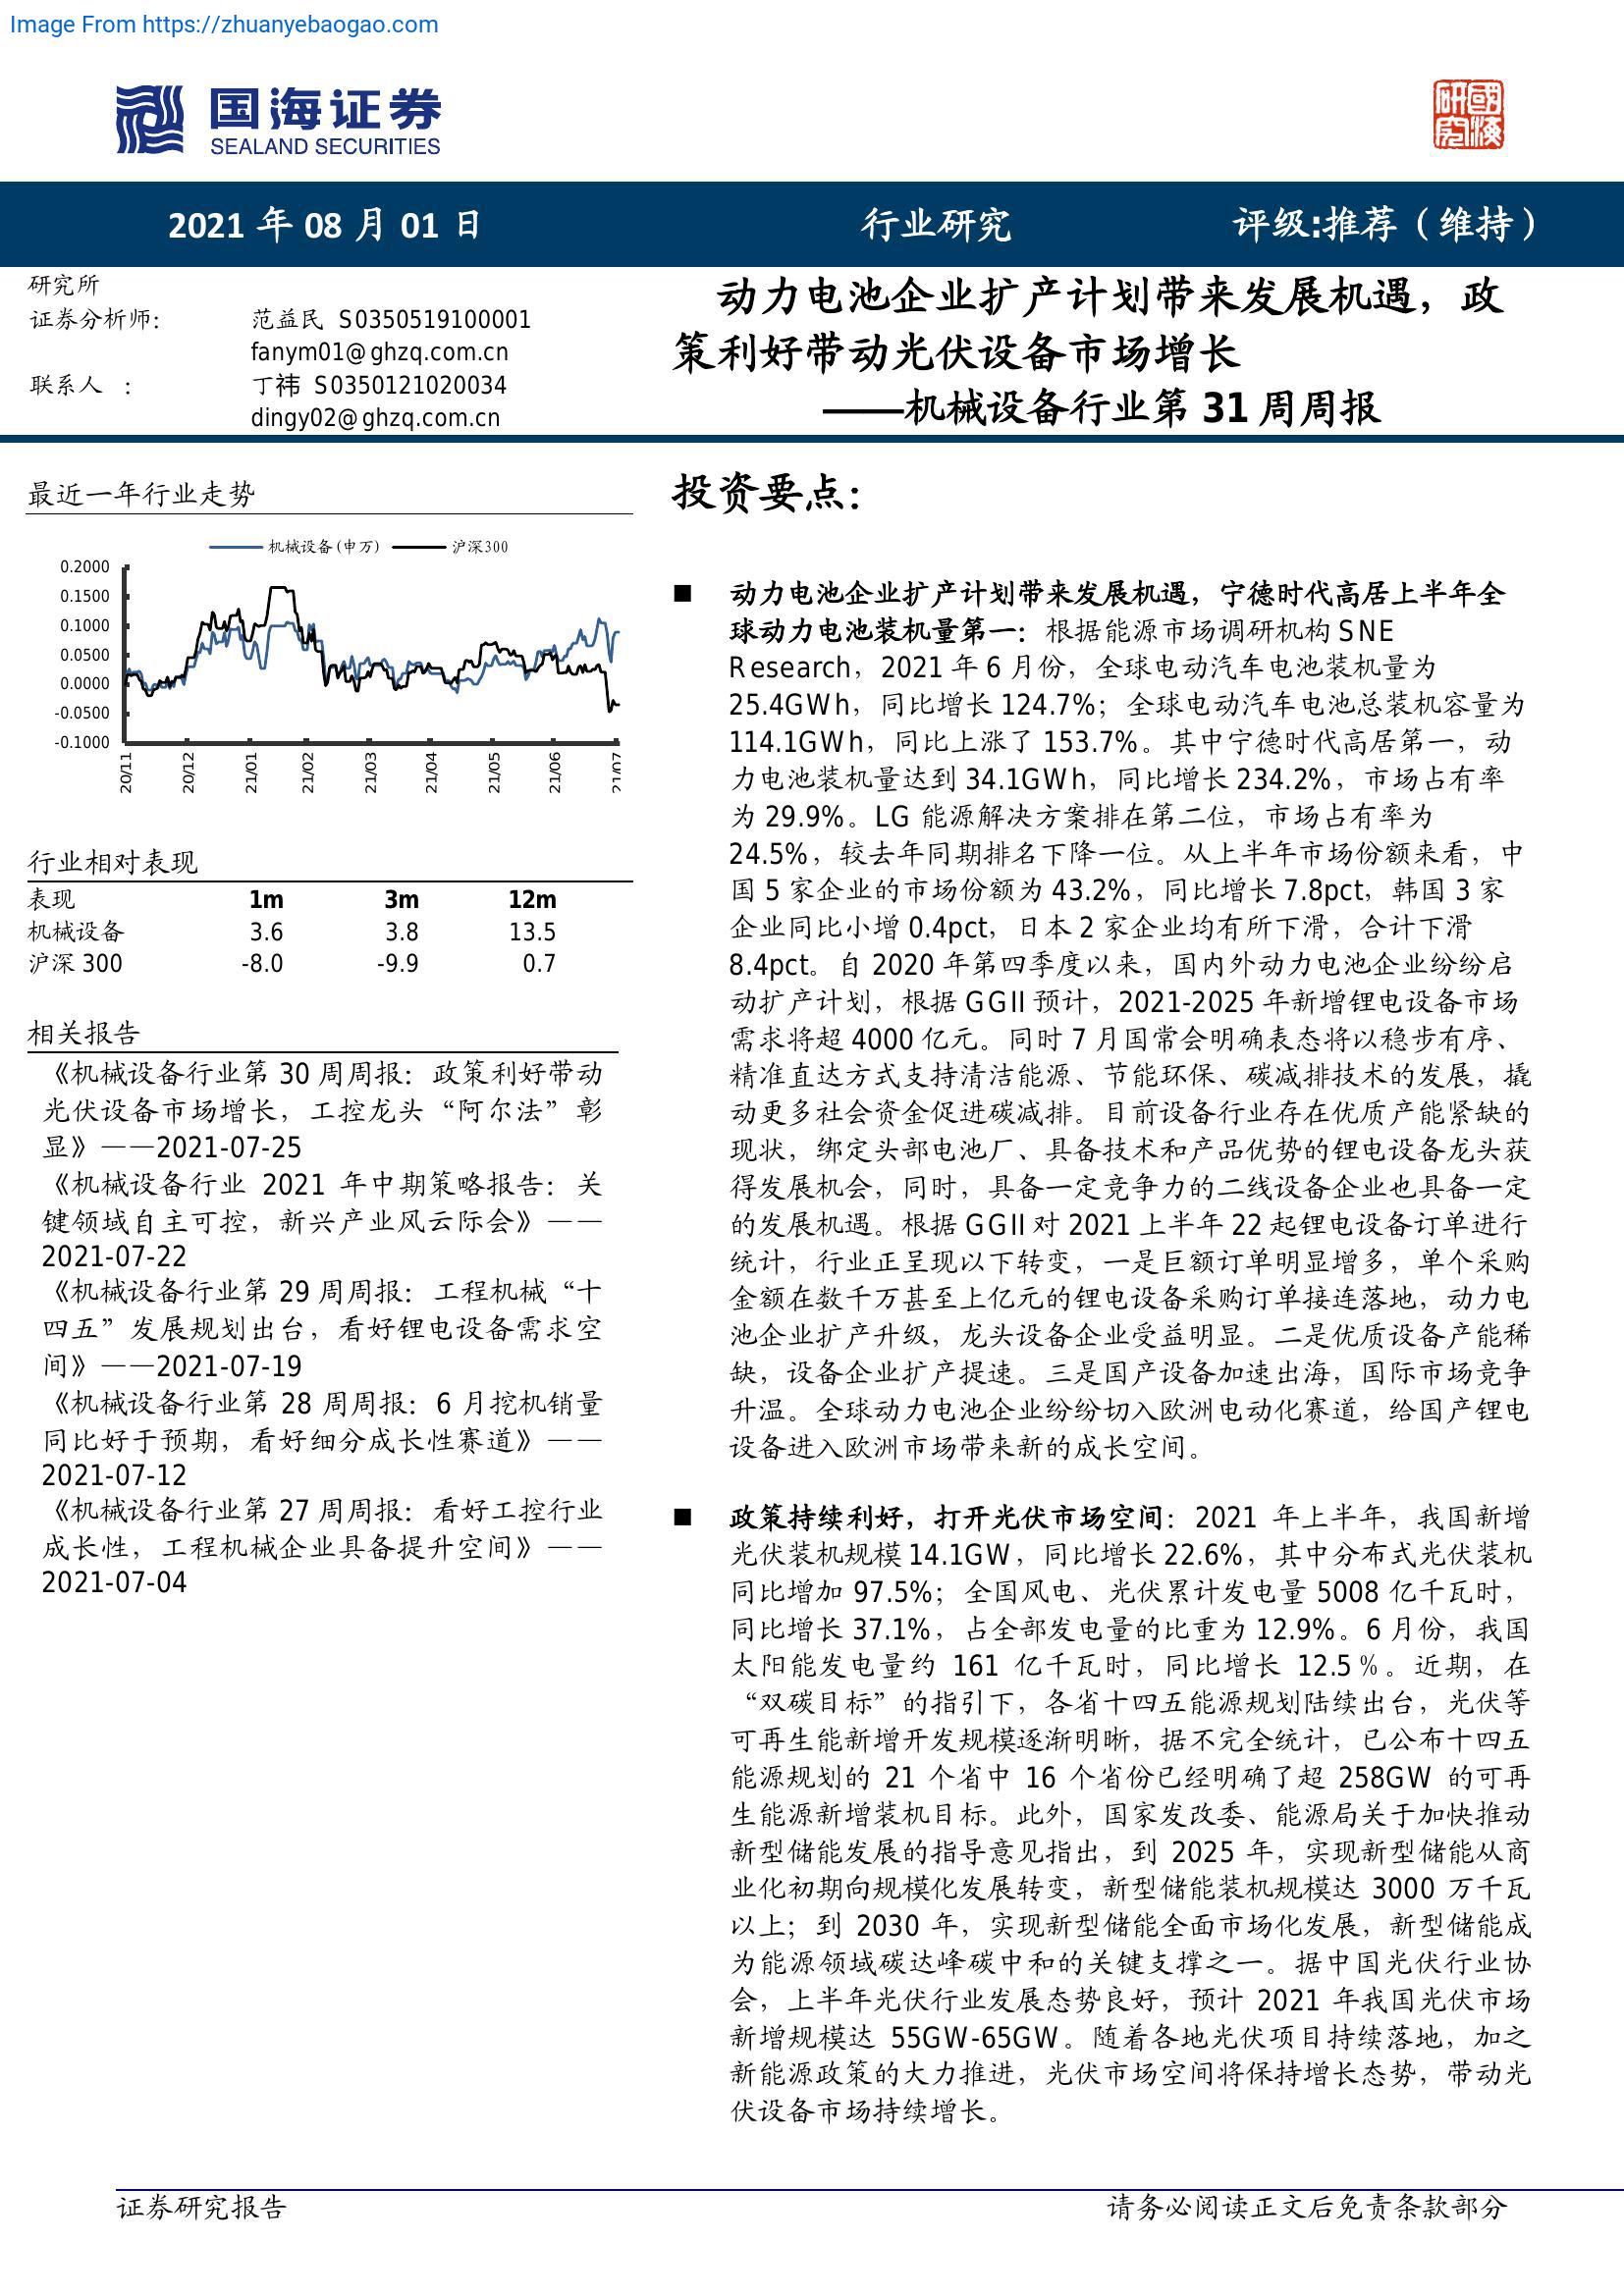 Image From https://zhuanyebaogao.com
国海证券
SEALAND SECURITIES
研究
國海
2021 年 08 月 01 日
行业研究
评级:推荐（维持）
研究所
证券分析师：
范益民 S0350519100001
fanym01@ghzq.com.cn
联系人 ：
丁祎 S0350121020034
dingy02@ghzq.com.cn
动力电池企业扩产计划带来发展机遇，政
策利好带动光伏设备市场增长
——机械设备行业第 31 周周报
最近一年行业走势
机械设备(申万)
沪深300
0.2000
0.1500
0.1000
0.0500
0.0000
-0.0500
-0.1000
20/11
20/12
21/01
21/02
21/03
21/04
21/05
21/06
21/07
行业相对表现
表现 1m 3m 12m
机械设备 3.6 3.8 13.5
沪深 300 -8.0 -9.9 0.7
相关报告
《机械设备行业第 30 周周报：政策利好带动
光伏设备市场增长，工控龙头“阿尔法”彰
显》——2021-07-25
《机械设备行业 2021 年中期策略报告：关
键领域自主可控，新兴产业风云际会》——
2021-07-22
《机械设备行业第 29 周周报：工程机械“十
四五”发展规划出台，看好锂电设备需求空
间》——2021-07-19
《机械设备行业第 28 周周报：6 月挖机销量
同比好于预期，看好细分成长性赛道》——
2021-07-12
《机械设备行业第 27 周周报：看好工控行业
成长性，工程机械企业具备提升空间》——
2021-07-04
投资要点：
■ 动力电池企业扩产计划带来发展机遇，宁德时代高居上半年全
球动力电池装机量第一：根据能源市场调研机构 SNE
Research，2021 年 6 月份，全球电动汽车电池装机量为
25.4GWh，同比增长 124.7%；全球电动汽车电池总装机容量为
114.1GWh，同比上涨了 153.7%。其中宁德时代高居第一，动
力电池装机量达到 34.1GWh，同比增长 234.2%，市场占有率
为 29.9%。LG 能源解决方案排在第二位，市场占有率为
24.5%，较去年同期排名下降一位。从上半年市场份额来看，中
国 5 家企业的市场份额为 43.2%，同比增长 7.8pct，韩国 3 家
企业同比小增 0.4pct，日本 2 家企业均有所下滑，合计下滑
8.4pct。自 2020 年第四季度以来，国内外动力电池企业纷纷启
动扩产计划，根据 GGII 预计，2021-2025 年新增锂电设备市场
需求将超 4000 亿元。同时 7 月国常会明确表态将以稳步有序、
精准直达方式支持清洁能源、节能环保、碳减排技术的发展，撬
动更多社会资金促进碳减排。目前设备行业存在优质产能紧缺的
现状，绑定头部电池厂、具备技术和产品优势的锂电设备龙头获
得发展机会，同时，具备一定竞争力的二线设备企业也具备一定
的发展机遇。根据 GGII 对 2021 上半年 22 起锂电设备订单进行
统计，行业正呈现以下转变，一是巨额订单明显增多，单个采购
金额在数千万甚至上亿元的锂电设备采购订单接连落地，动力电
池企业扩产升级，龙头设备企业受益明显。二是优质设备产能稀
缺，设备企业扩产提速。三是国产设备加速出海，国际市场竞争
升温。全球动力电池企业纷纷切入欧洲电动化赛道，给国产锂电
设备进入欧洲市场带来新的成长空间。
■ 政策持续利好，打开光伏市场空间：2021 年上半年，我国新增
光伏装机规模 14.1GW，同比增长 22.6%，其中分布式光伏装机
同比增加 97.5%；全国风电、光伏累计发电量 5008 亿千瓦时，
同比增长 37.1%，占全部发电量的比重为 12.9%。6 月份，我国
太阳能发电量约 161 亿千瓦时，同比增长 12.5％。近期，在
“双碳目标”的指引下，各省十四五能源规划陆续出台，光伏等
可再生能新增开发规模逐渐明晰，据不完全统计，已公布十四五
能源规划的 21 个省中 16 个省份已经明确了超 258GW 的可再
生能源新增装机目标。此外，国家发改委、能源局关于加快推动
新型储能发展的指导意见指出，到 2025 年，实现新型储能从商
业化初期向规模化发展转变，新型储能装机规模达 3000 万千瓦
以上；到 2030 年，实现新型储能全面市场化发展，新型储能成
为能源领域碳达峰碳中和的关键支撑之一。据中国光伏行业协
会，上半年光伏行业发展态势良好，预计 2021 年我国光伏市场
新增规模达 55GW-65GW。随着各地光伏项目持续落地，加之
新能源政策的大力推进，光伏市场空间将保持增长态势，带动光
伏设备市场持续增长。
证券研究报告
请务必阅读正文后免责条款部分